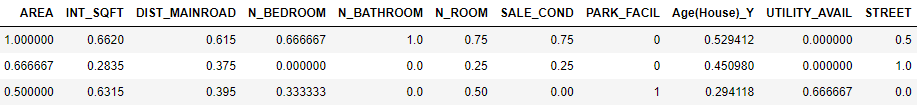 AREA INT_SQFT DIST_MAINROAD N_BEDROOM N_BATHROOM N_ROOM SALE_COND PARK_FACIL Age(House)_Y UTILITY_AVAIL STREET
1.000000 0.6620 0.615 0.666667 1.0 0.75 0.75 0 0.529412 0.000000 0.5
0.666667 0.2835 0.375 0.000000 0.0 0.25 0.25 0 0.450980 0.000000 1.0
0.500000 0.6315 0.395 0.333333 0.0 0.50 0.00 1 0.294118 0.666667 0.0